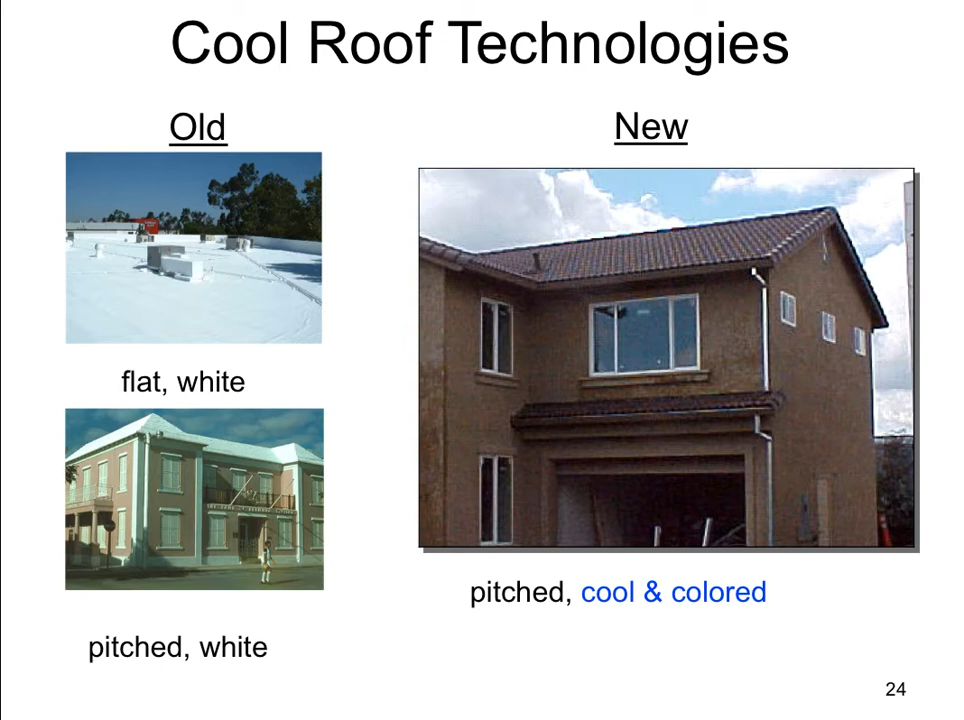 Cool Roof Technologies
Old
New
flat, white
pitched, cool & colored
pitched, white
24